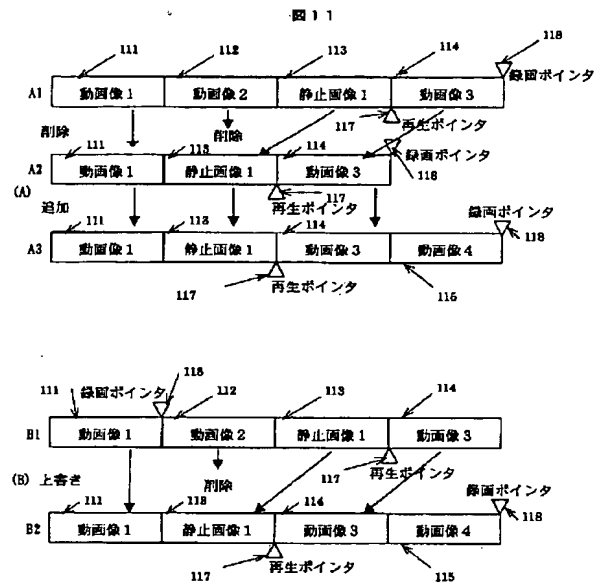 図11
111 112 113 114 118
録画ポインタ
A1 動画像1 動画像2 静止画像1 動画像3
117 再生ポインタ
削除 削除
111 113 114 録画ポインタ
A2 動画像1 静止画像1 動画像3 118
(A) 117
再生ポインタ
追加
111 113 114 録画ポインタ
A3 動画像1 静止画像1 動画像3 動画像4 118
117 再生ポインタ 115
118
111 録画ポインタ 112 113 114
B1 動画像1 動画像2 静止画像1 動画像3
117 再生ポインタ
(B) 上書き 削除
111 113 114 録画ポインタ
B2 動画像1 静止画像1 動画像3 動画像4 118
117 再生ポインタ 115